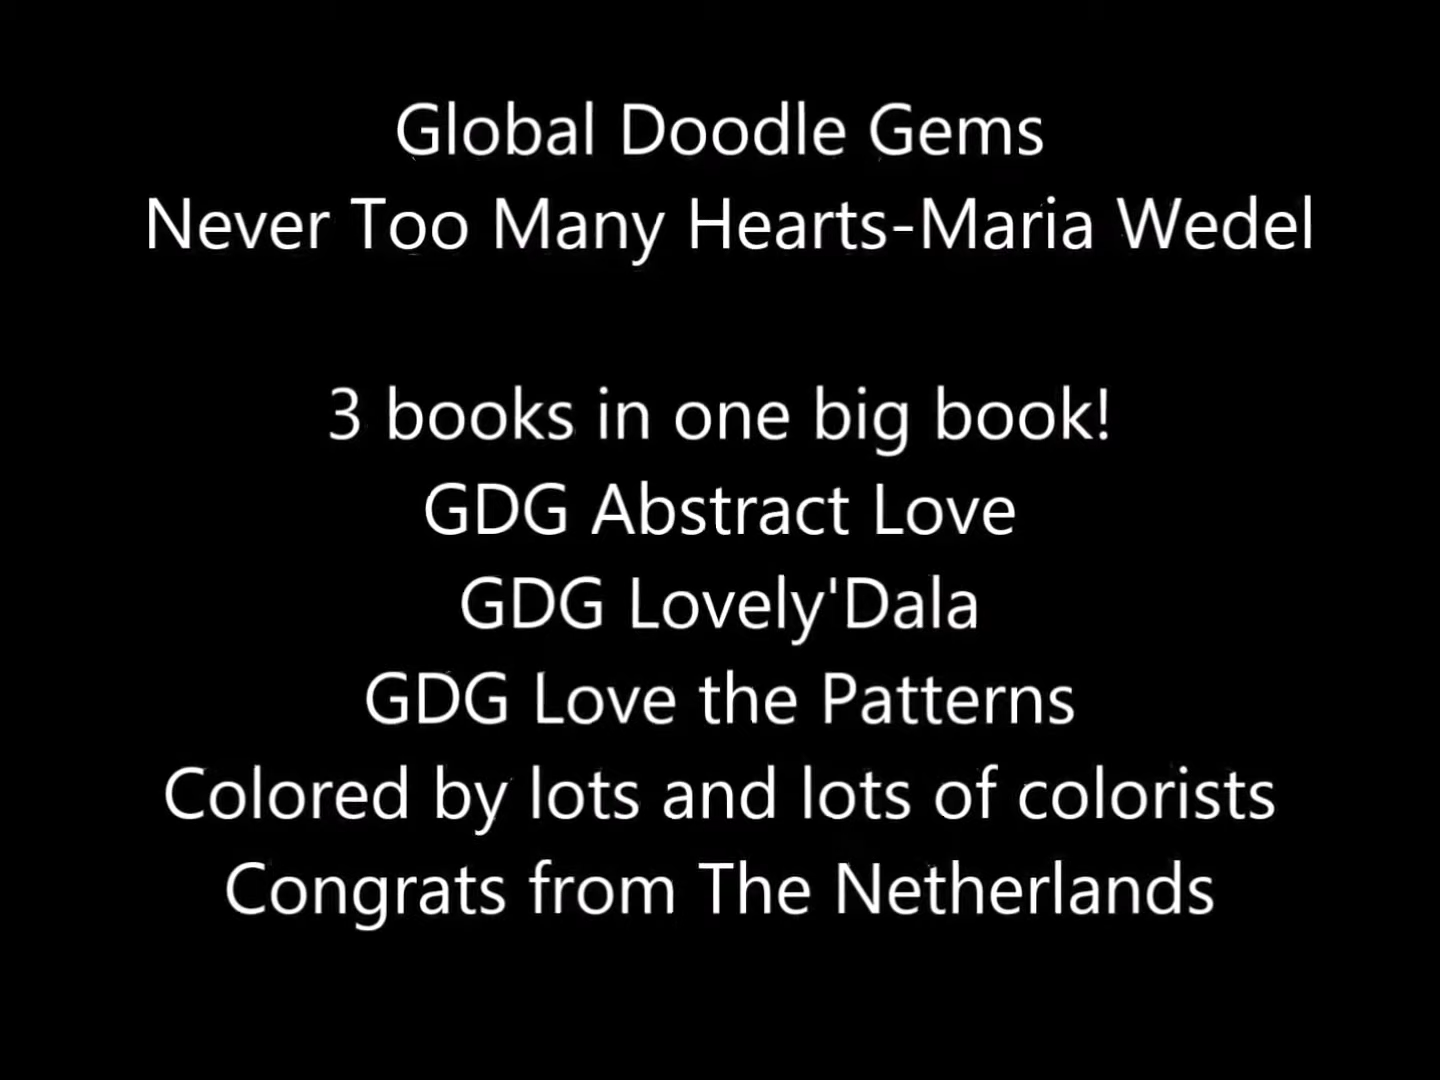 Global Doodle Gems
Never Too Many Hearts-Maria Wedel
3 books in one big book!
GDG Abstract Love
GDG Lovely'Dala
GDG Love the Patterns
Colored by lots and lots of colorists
Congrats from The Netherlands